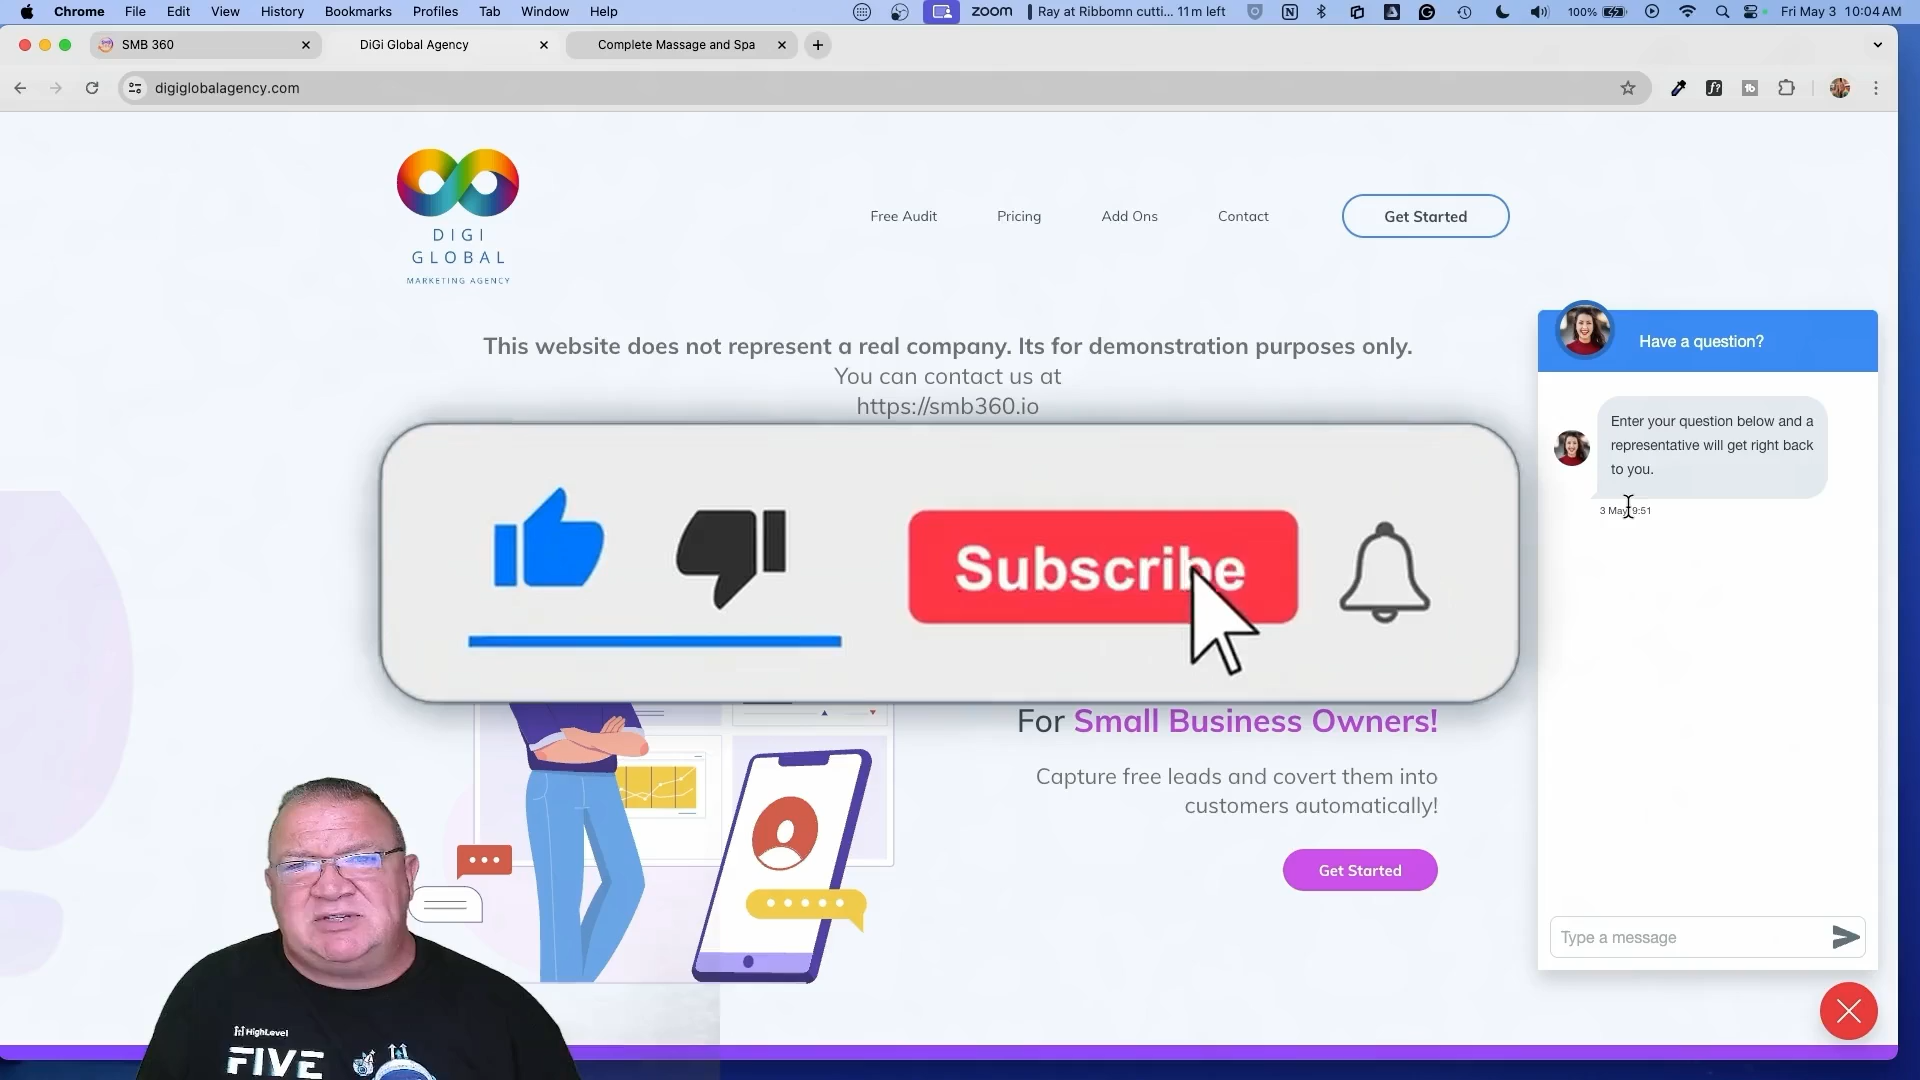 Chrome File Edit View History Bookmarks Profiles Tab Window Help
zoom Ray at Ribbomn cutti... 11 m left 100% Fri May 3 10:04 AM
SMB 360
DiGi Global Agency
Complete Massage and Spa
digiglobalagency.com
DIGI
GLOBAL
MARKETING AGENCY
Free Audit
Pricing
Add Ons
Contact
Get Started
This website does not represent a real company. Its for demonstration purposes only.
You can contact us at
https://smb360.io
Subscribe
For Small Business Owners!
Capture free leads and covert them into
customers automatically!
Get Started
Have a question?
Enter your question below and a
representative will get right back
to you.
3 May 9:51
Type a message
HighLevel
FIVE